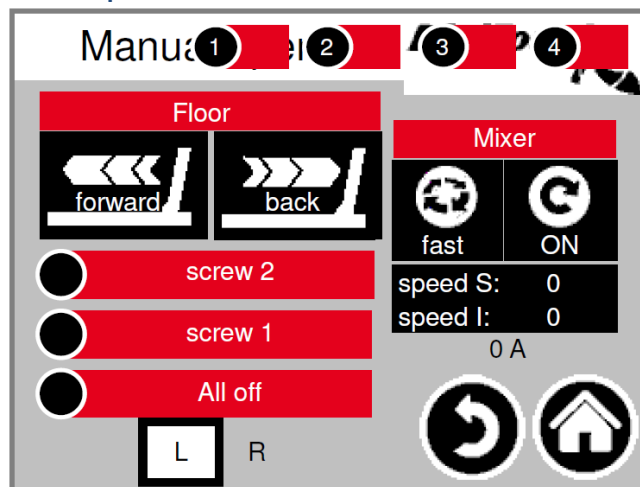 1 2 3 4
Floor
Mixer
forward back
fast ON
screw 2
speed S: 0
speed I: 0
screw 1
0 A
All off
L R